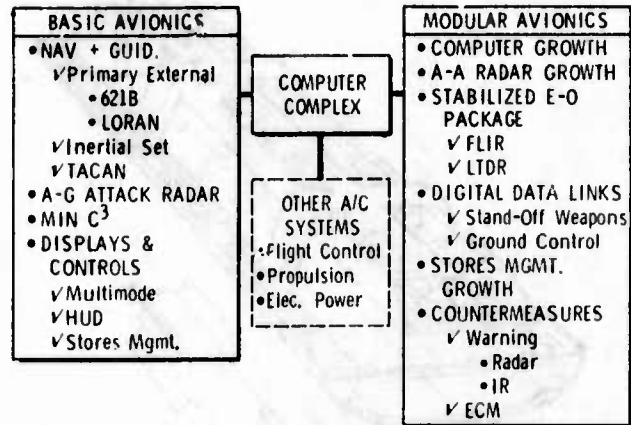 BASIC AVIONICS
•NAV + GUID.
✓Primary External
•621B
•LORAN
✓Inertial Set
✓TACAN
•A-G ATTACK RADAR
•MIN C³
•DISPLAYS &
CONTROLS
✓Multimode
✓HUD
✓Stores Mgmt.
COMPUTER
COMPLEX
OTHER A/C
SYSTEMS
•Flight Control
•Propulsion
•Elec. Power
MODULAR AVIONICS
•COMPUTER GROWTH
•A-A RADAR GROWTH
•STABILIZED E-O
PACKAGE
✓ FLIR
✓ LTDR
•DIGITAL DATA LINKS
✓ Stand-Off Weapons
✓ Ground Control
•STORES MGMT.
GROWTH
•COUNTERMEASURES
✓ Warning
•Radar
•IR
✓ ECM